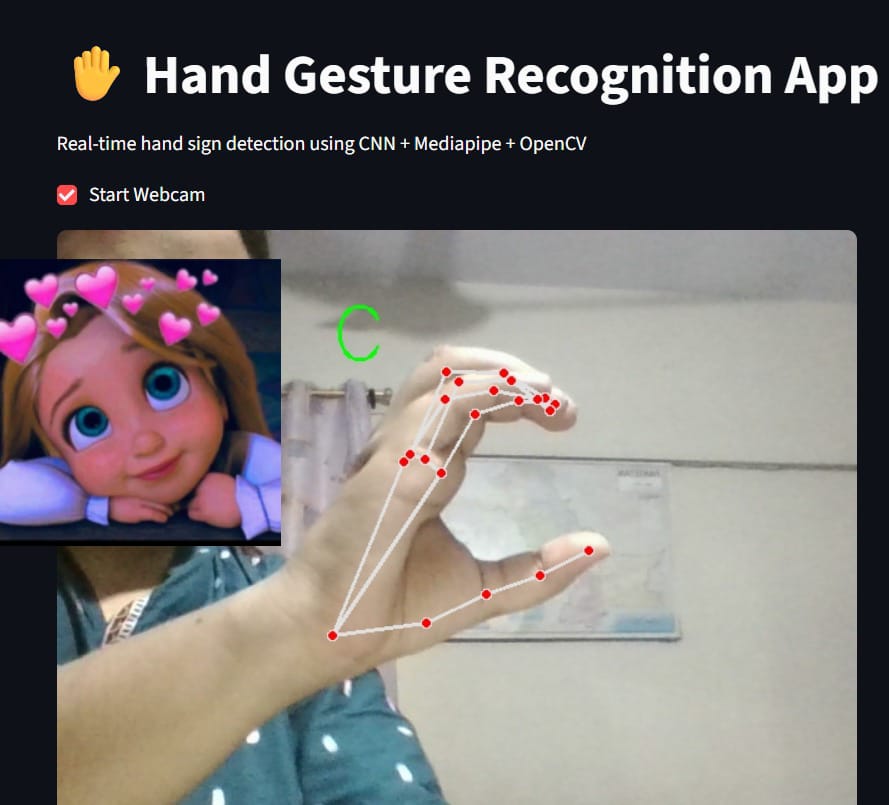 ✋ Hand Gesture Recognition App
Real-time hand sign detection using CNN + Mediapipe + OpenCV
Start Webcam
C